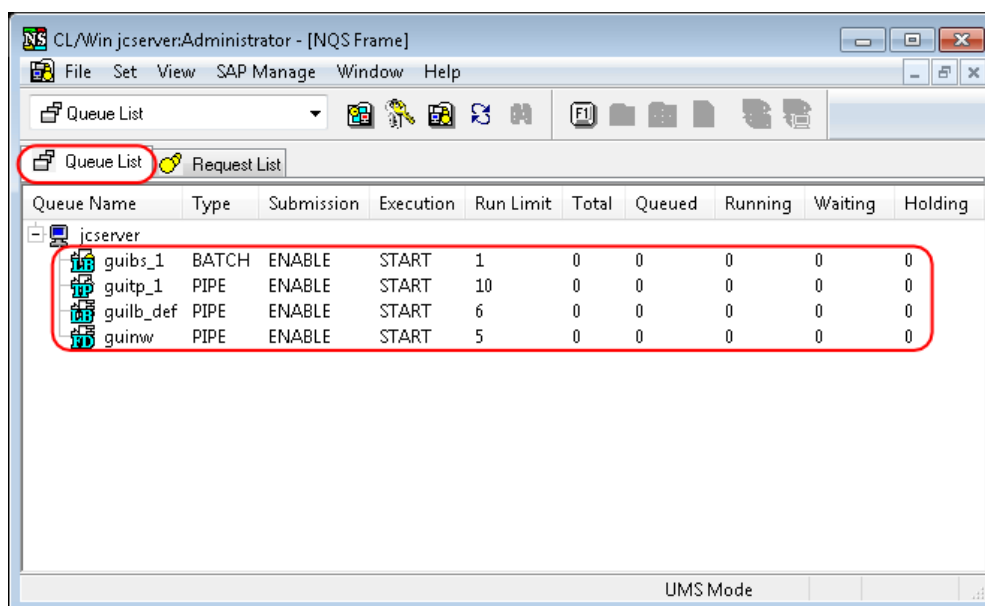 NS CL/Win jcserver:Administrator - [NQS Frame]
File Set View SAP Manage Window Help
Queue List F1
Queue List Request List
Queue Name Type Submission Execution Run Limit Total Queued Running Waiting Holding
jcserver
guibs_1 BATCH ENABLE START 1 0 0 0 0 0
guitp_1 PIPE ENABLE START 10 0 0 0 0 0
guilb_def PIPE ENABLE START 6 0 0 0 0 0
guinw PIPE ENABLE START 5 0 0 0 0 0
UMS Mode